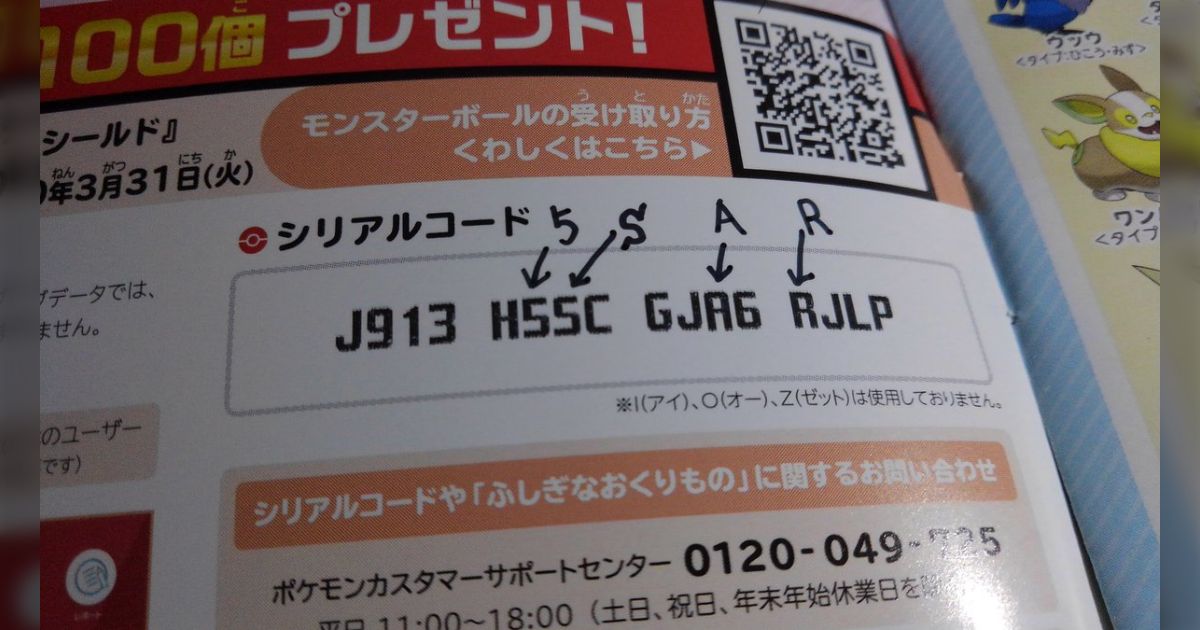 100個 プレゼント!
シールド』
年3月31日(火)
モンスターボールの受け取り方
くわしくはこちら▶
ウッウ
<タイプ:ひこう・みず>
ワン
<タイプ
シリアルコード 5 S A R
J913 H5SC GJA6 RJLP
データでは、
ません。
※I(アイ)、O(オー)、Z(ゼット)は使用しておりません。
のユーザー
です)
シリアルコードや「ふしぎなおくりもの」に関するお問い合わせ
ポケモンカスタマーサポートセンター 0120-049-
平日 11:00~18:00 (土日、祝日、年末年始休業日を
レポート